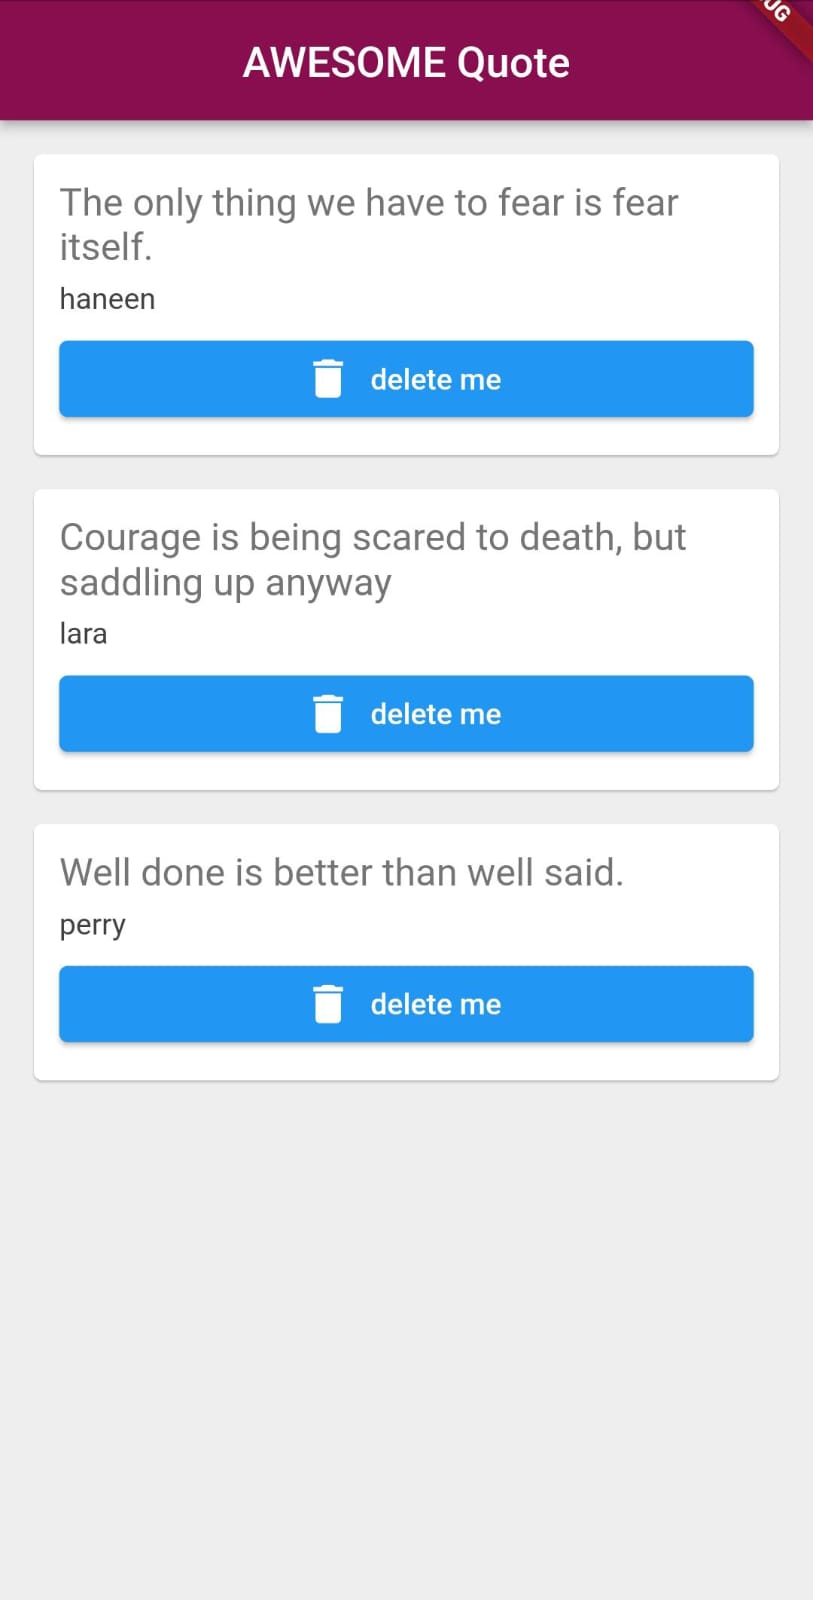 AWESOME Quote
The only thing we have to fear is fear
itself.
haneen
delete me
Courage is being scared to death, but
saddling up anyway
lara
delete me
Well done is better than well said.
perry
delete me